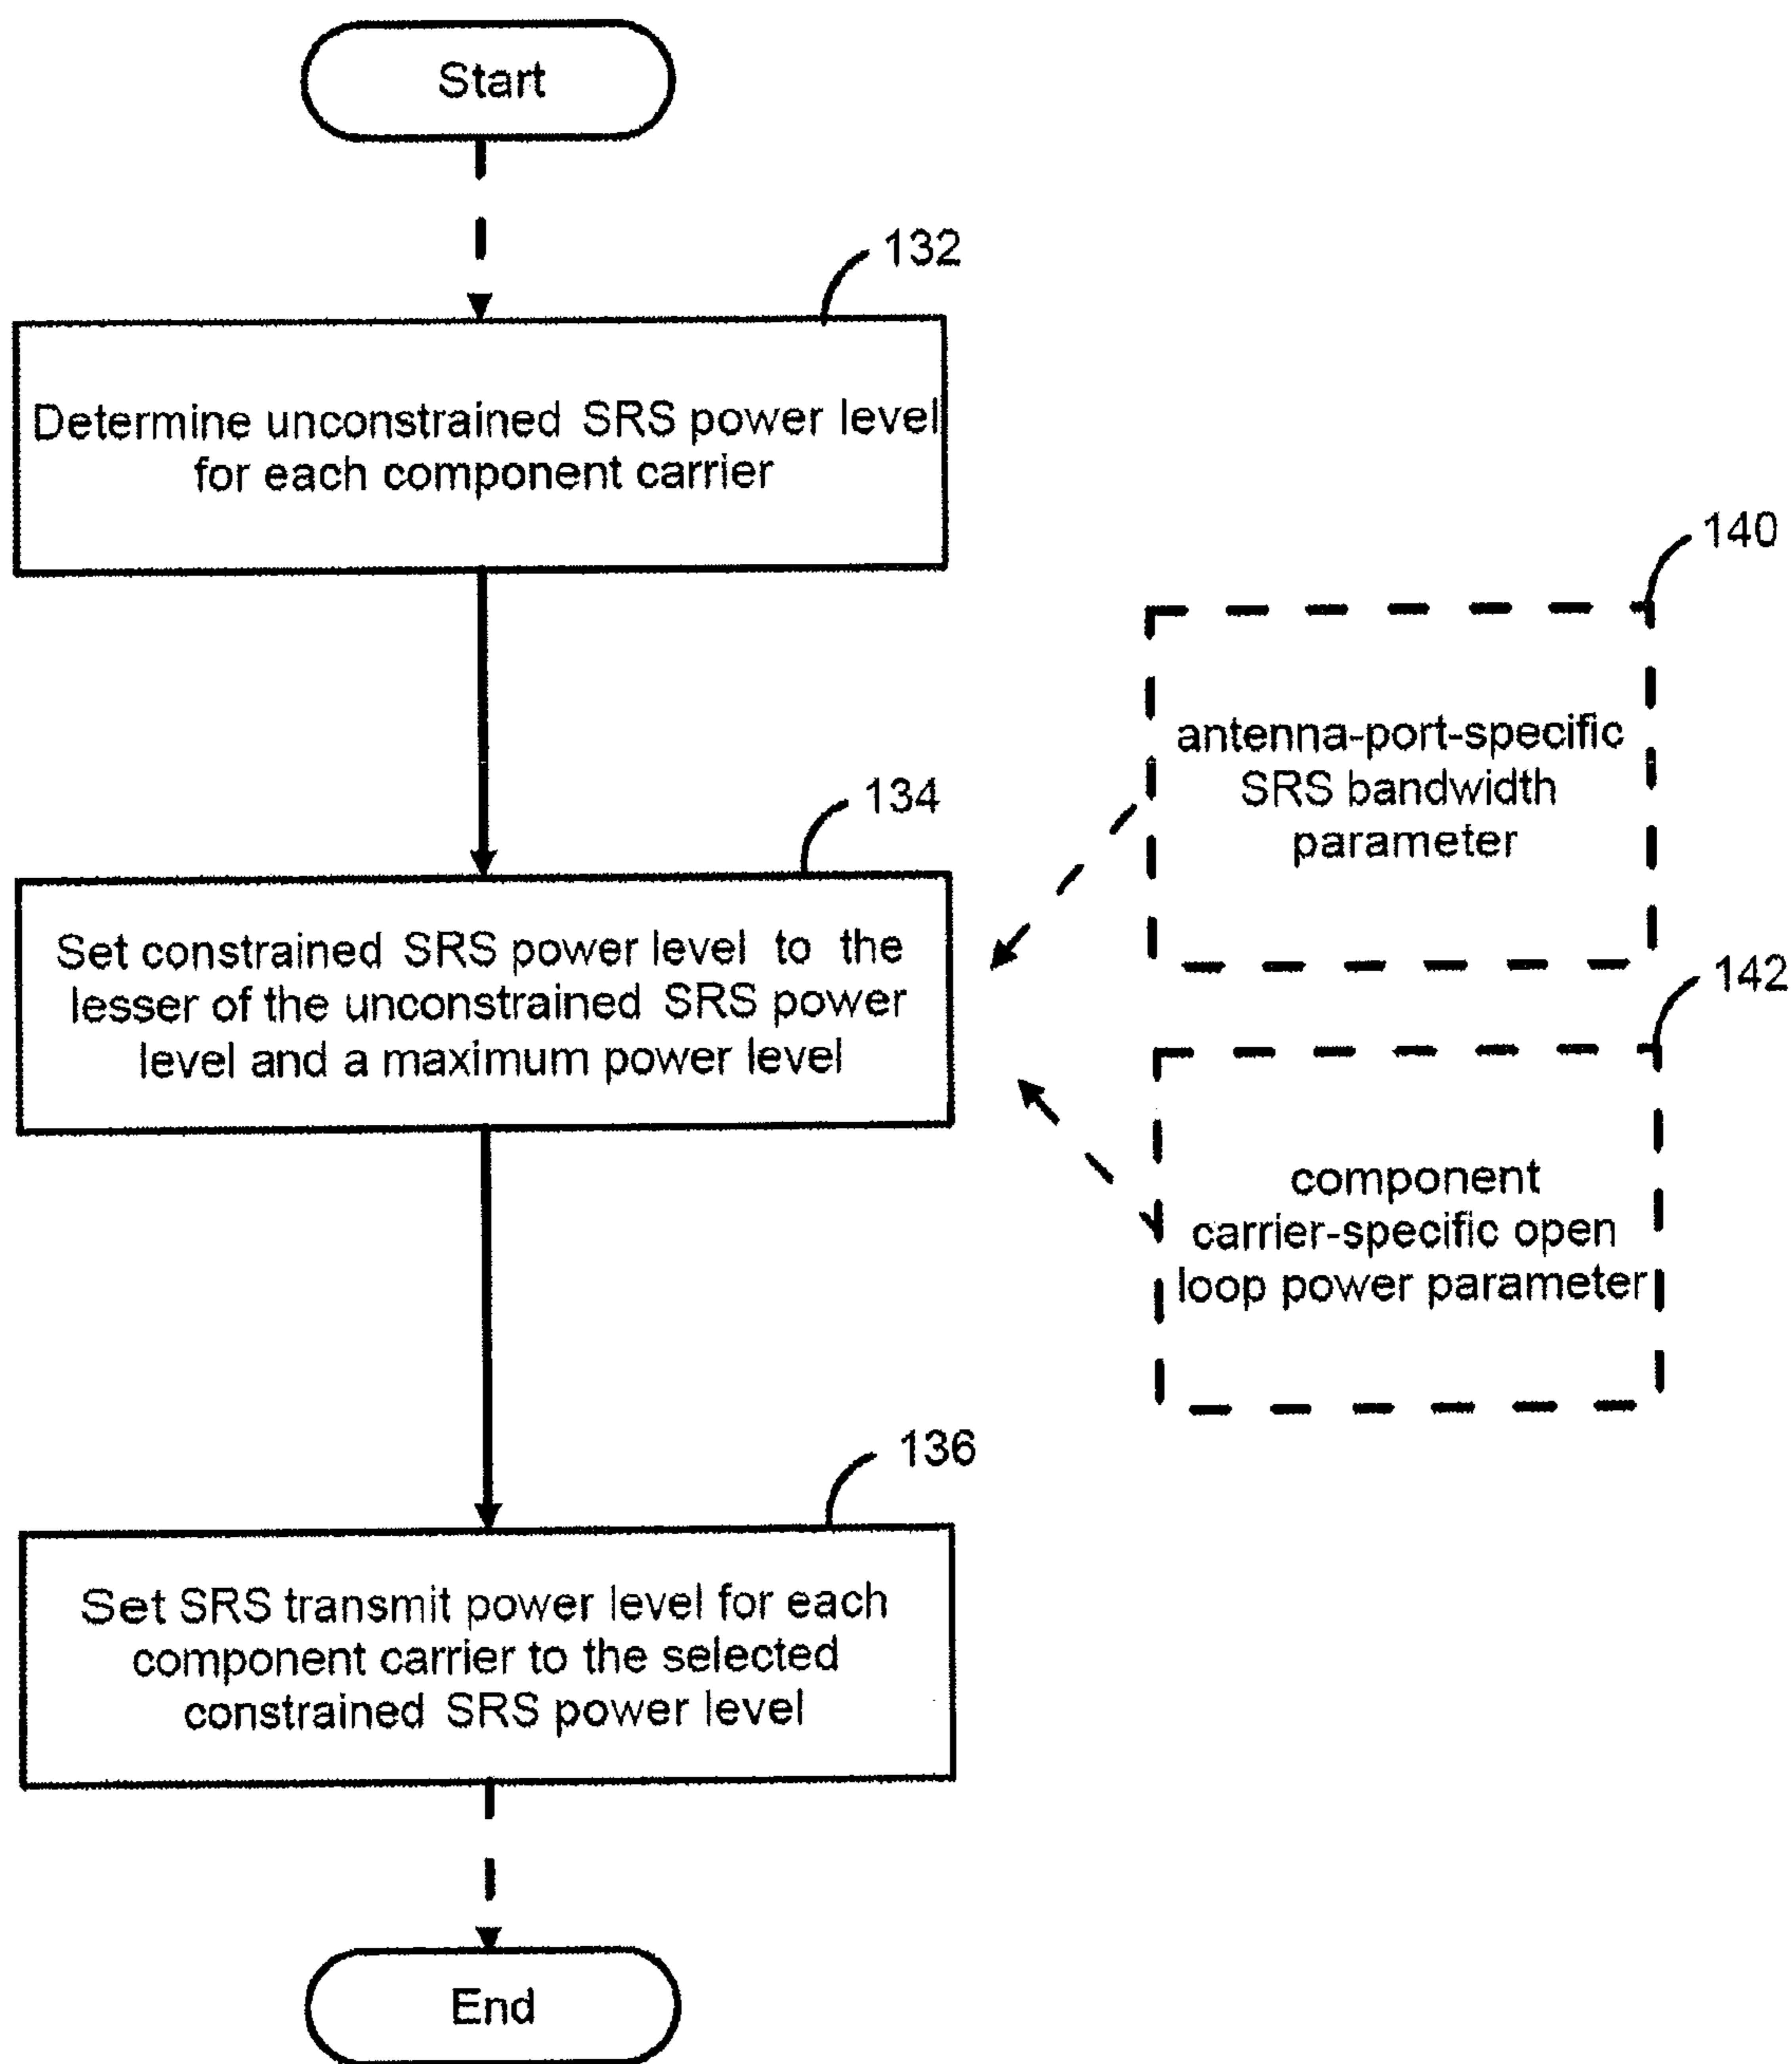 Start
132
Determine unconstrained SRS power level
for each component carrier
140
antenna-port-specific
SRS bandwidth
parameter
134
Set constrained SRS power level to the
lesser of the unconstrained SRS power
level and a maximum power level
142
component
carrier-specific open
loop power parameter
136
Set SRS transmit power level for each
component carrier to the selected
constrained SRS power level
End